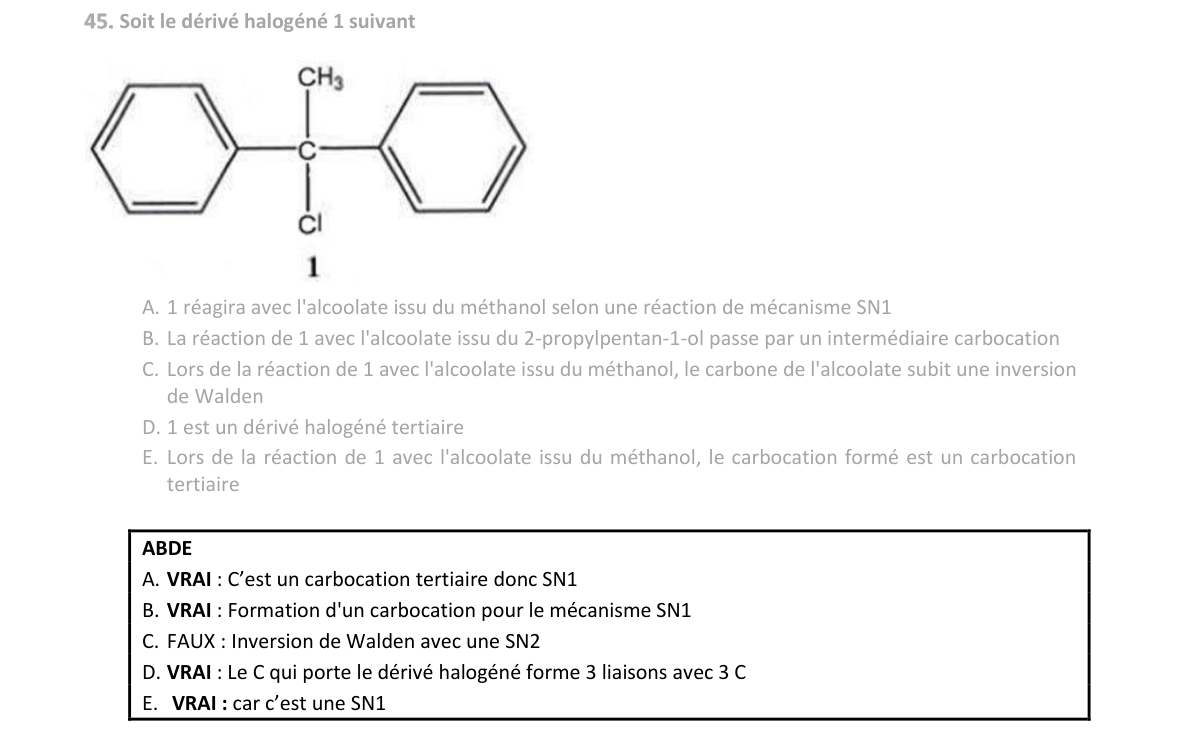 45. Soit le dérivé halogéné 1 suivant
CH₃
C
Cl
1
A. 1 réagira avec l'alcoolate issu du méthanol selon une réaction de mécanisme SN1
B. La réaction de 1 avec l'alcoolate issu du 2-propylpentan-1-ol passe par un intermédiaire carbocation
C. Lors de la réaction de 1 avec l'alcoolate issu du méthanol, le carbone de l'alcoolate subit une inversion
de Walden
D. 1 est un dérivé halogéné tertiaire
E. Lors de la réaction de 1 avec l'alcoolate issu du méthanol, le carbocation formé est un carbocation
tertiaire
ABDE
A. VRAI : C’est un carbocation tertiaire donc SN1
B. VRAI : Formation d'un carbocation pour le mécanisme SN1
C. FAUX : Inversion de Walden avec une SN2
D. VRAI : Le C qui porte le dérivé halogéné forme 3 liaisons avec 3 C
E. VRAI : car c’est une SN1